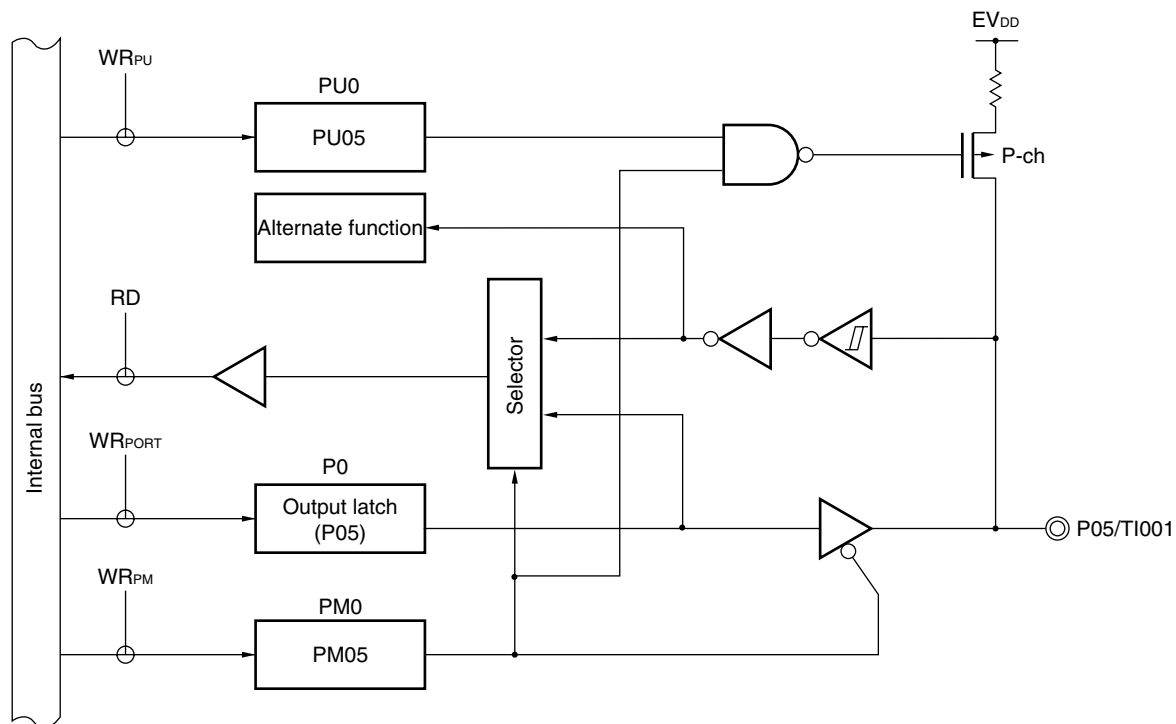 EVDD
WRPU
PU0
PU05
P-ch
Alternate function
RD
Selector
Internal bus
WRPORT
P0
Output latch
(P05)
P05/TI001
WRPM
PM0
PM05